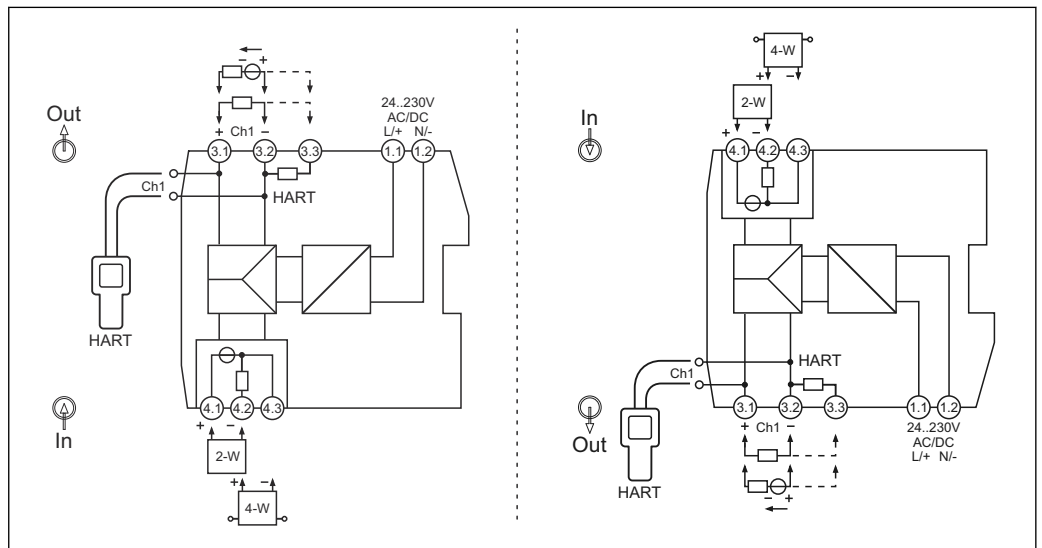 − +
24..230V
AC/DC
L/+ N/-
+ Ch1 −
3.1 3.2 3.3 1.1 1.2
Out
Ch1
HART
HART
4.1 4.2 4.3
+ −
In
2-W
+ −
4-W
4-W
+ −
2-W
+ −
In
4.1 4.2 4.3
HART
Ch1
3.1 3.2 3.3 1.1 1.2
+ Ch1 −
24..230V
AC/DC
L/+ N/-
Out
HART
− +